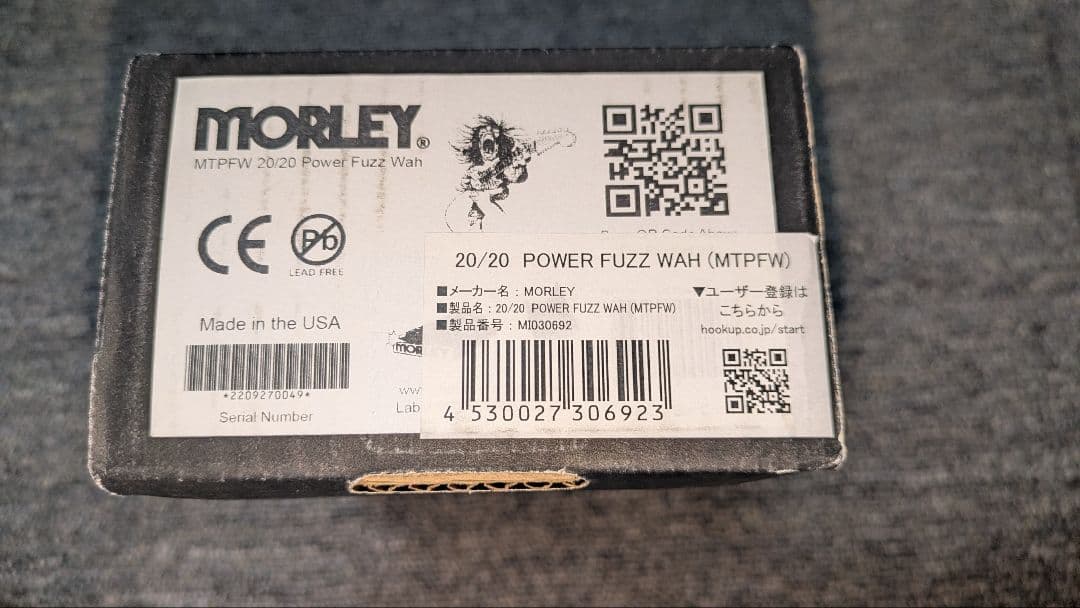 MORLEY®
MTPFW 20/20 Power Fuzz Wah
CE
Pb
LEAD FREE
Made in the USA
*2209270049*
Serial Number
MOR
ww
Lab
20/20 POWER FUZZ WAH (MTPFW)
■メーカー名 : MORLEY
■製品名 : 20/20 POWER FUZZ WAH (MTPFW)
■製品番号 : MI030692
4 530027 306923
▼ユーザー登録は
こちらから
hookup.co.jp/start